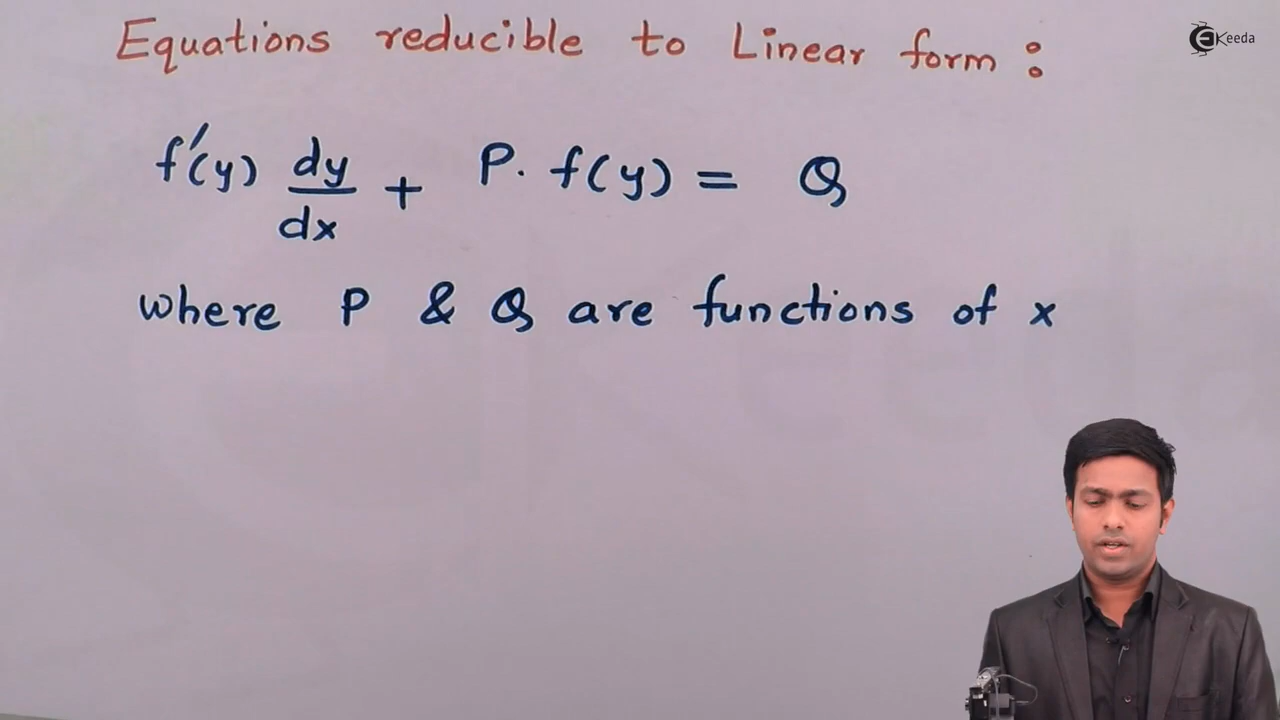 Equations reducible to Linear form :
Ekeeda
f'(y) dy/dx + P. f(y) = Q
where P & Q are functions of x